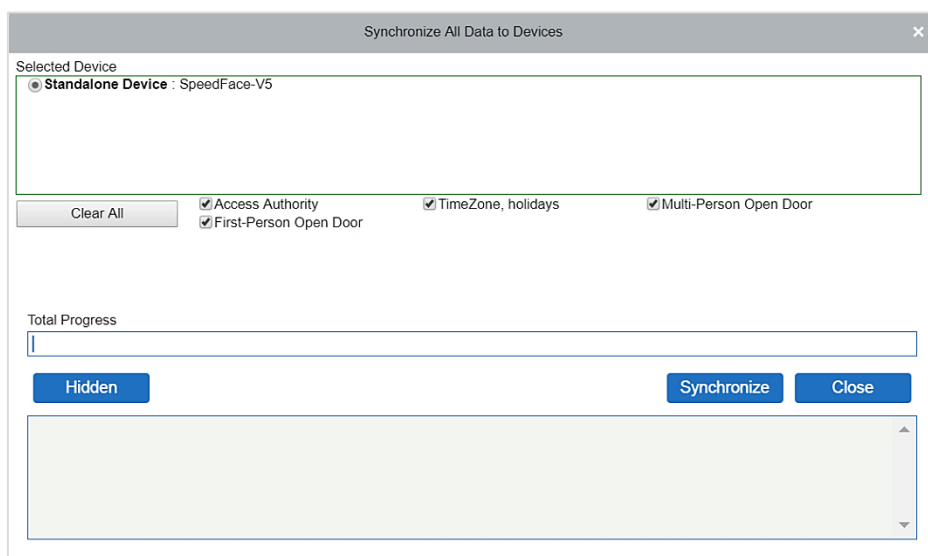 Synchronize All Data to Devices
Selected Device
Standalone Device : SpeedFace-V5
Clear All
Access Authority
TimeZone, holidays
Multi-Person Open Door
First-Person Open Door
Total Progress
Hidden
Synchronize
Close